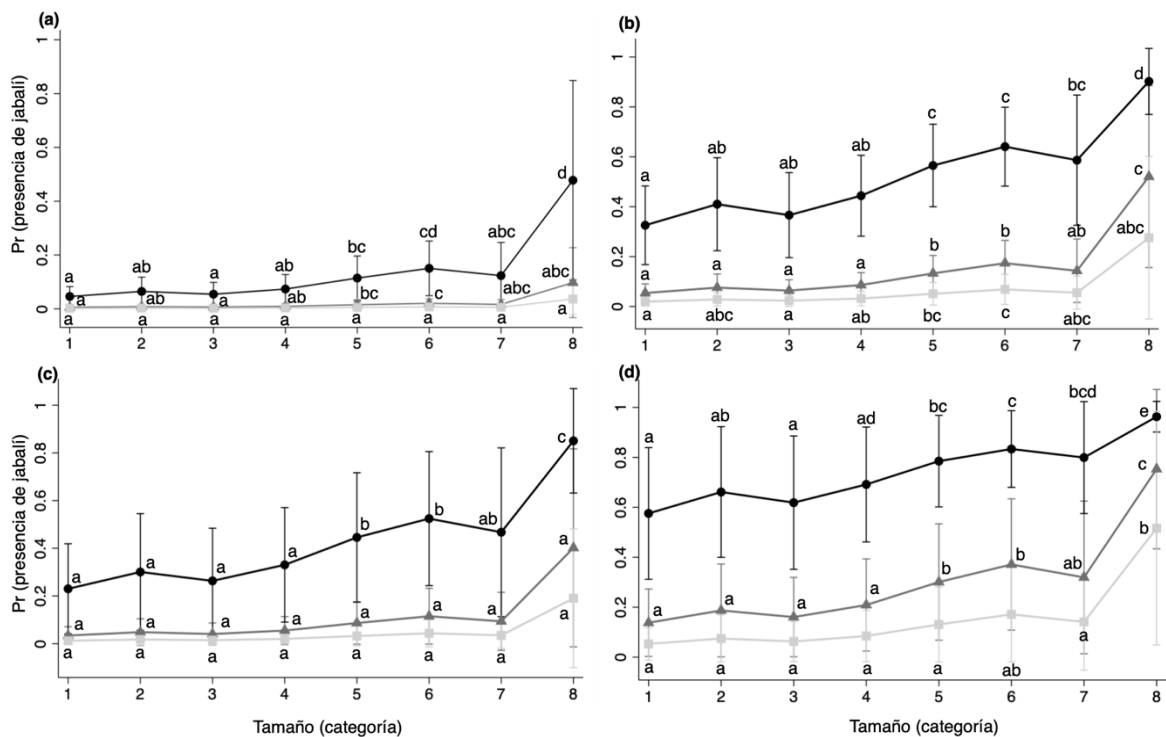 (a)
Pr (presencia de jabalí)
1
0.8
0.6
0.4
0.2
0
a ab a ab bc cd abc d
a ab a ab bc c abc abc
a a a a a a a a
1 2 3 4 5 6 7 8
(b)
1
0.8
0.6
0.4
0.2
0
a ab ab ab c c bc d
a a a a b b ab c
a abc a ab bc c abc abc
1 2 3 4 5 6 7 8
(c)
Pr (presencia de jabalí)
1
0.8
0.6
0.4
0.2
0
a a a a b b ab c
a a a a a a a a
a a a a a a a a
1 2 3 4 5 6 7 8
Tamaño (categoría)
(d)
1
0.8
0.6
0.4
0.2
0
a ab a ad bc c bcd e
a a a a b b ab c
a a a a a ab a b
1 2 3 4 5 6 7 8
Tamaño (categoría)